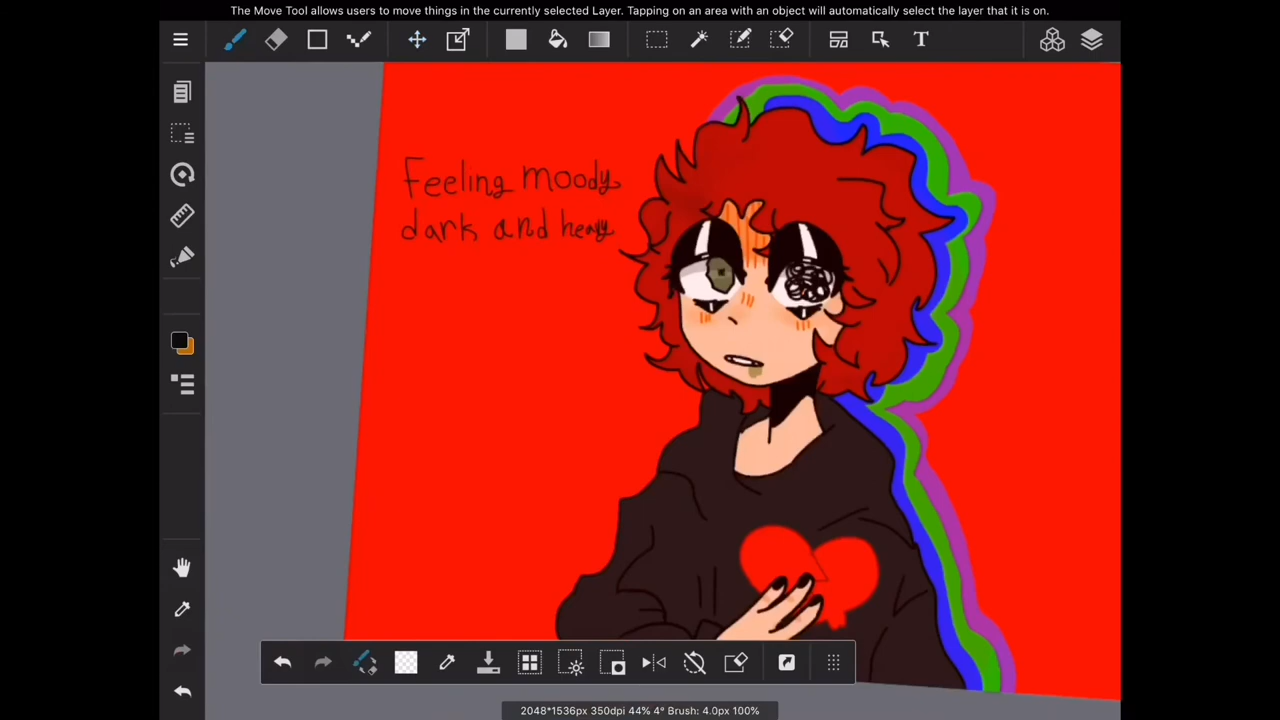 The Move Tool allows users to move things in the currently selected Layer. Tapping on an area with an object will automatically select the layer that it is on.
T
Feeling moody
dark and heavy
2048*1536px 350dpi 44% 4° Brush: 4.0px 100%